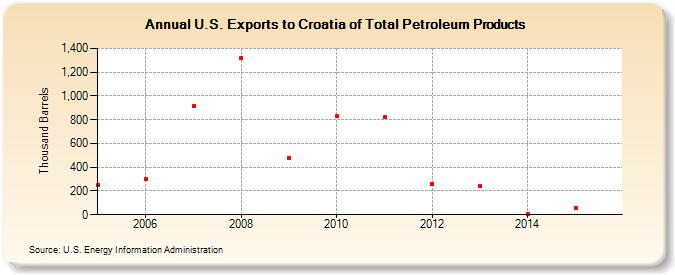 Annual U.S. Exports to Croatia of Total Petroleum Products
Thousand Barrels
1,400
1,200
1,000
800
600
400
200
0
2006 2008 2010 2012 2014
Source: U.S. Energy Information Administration